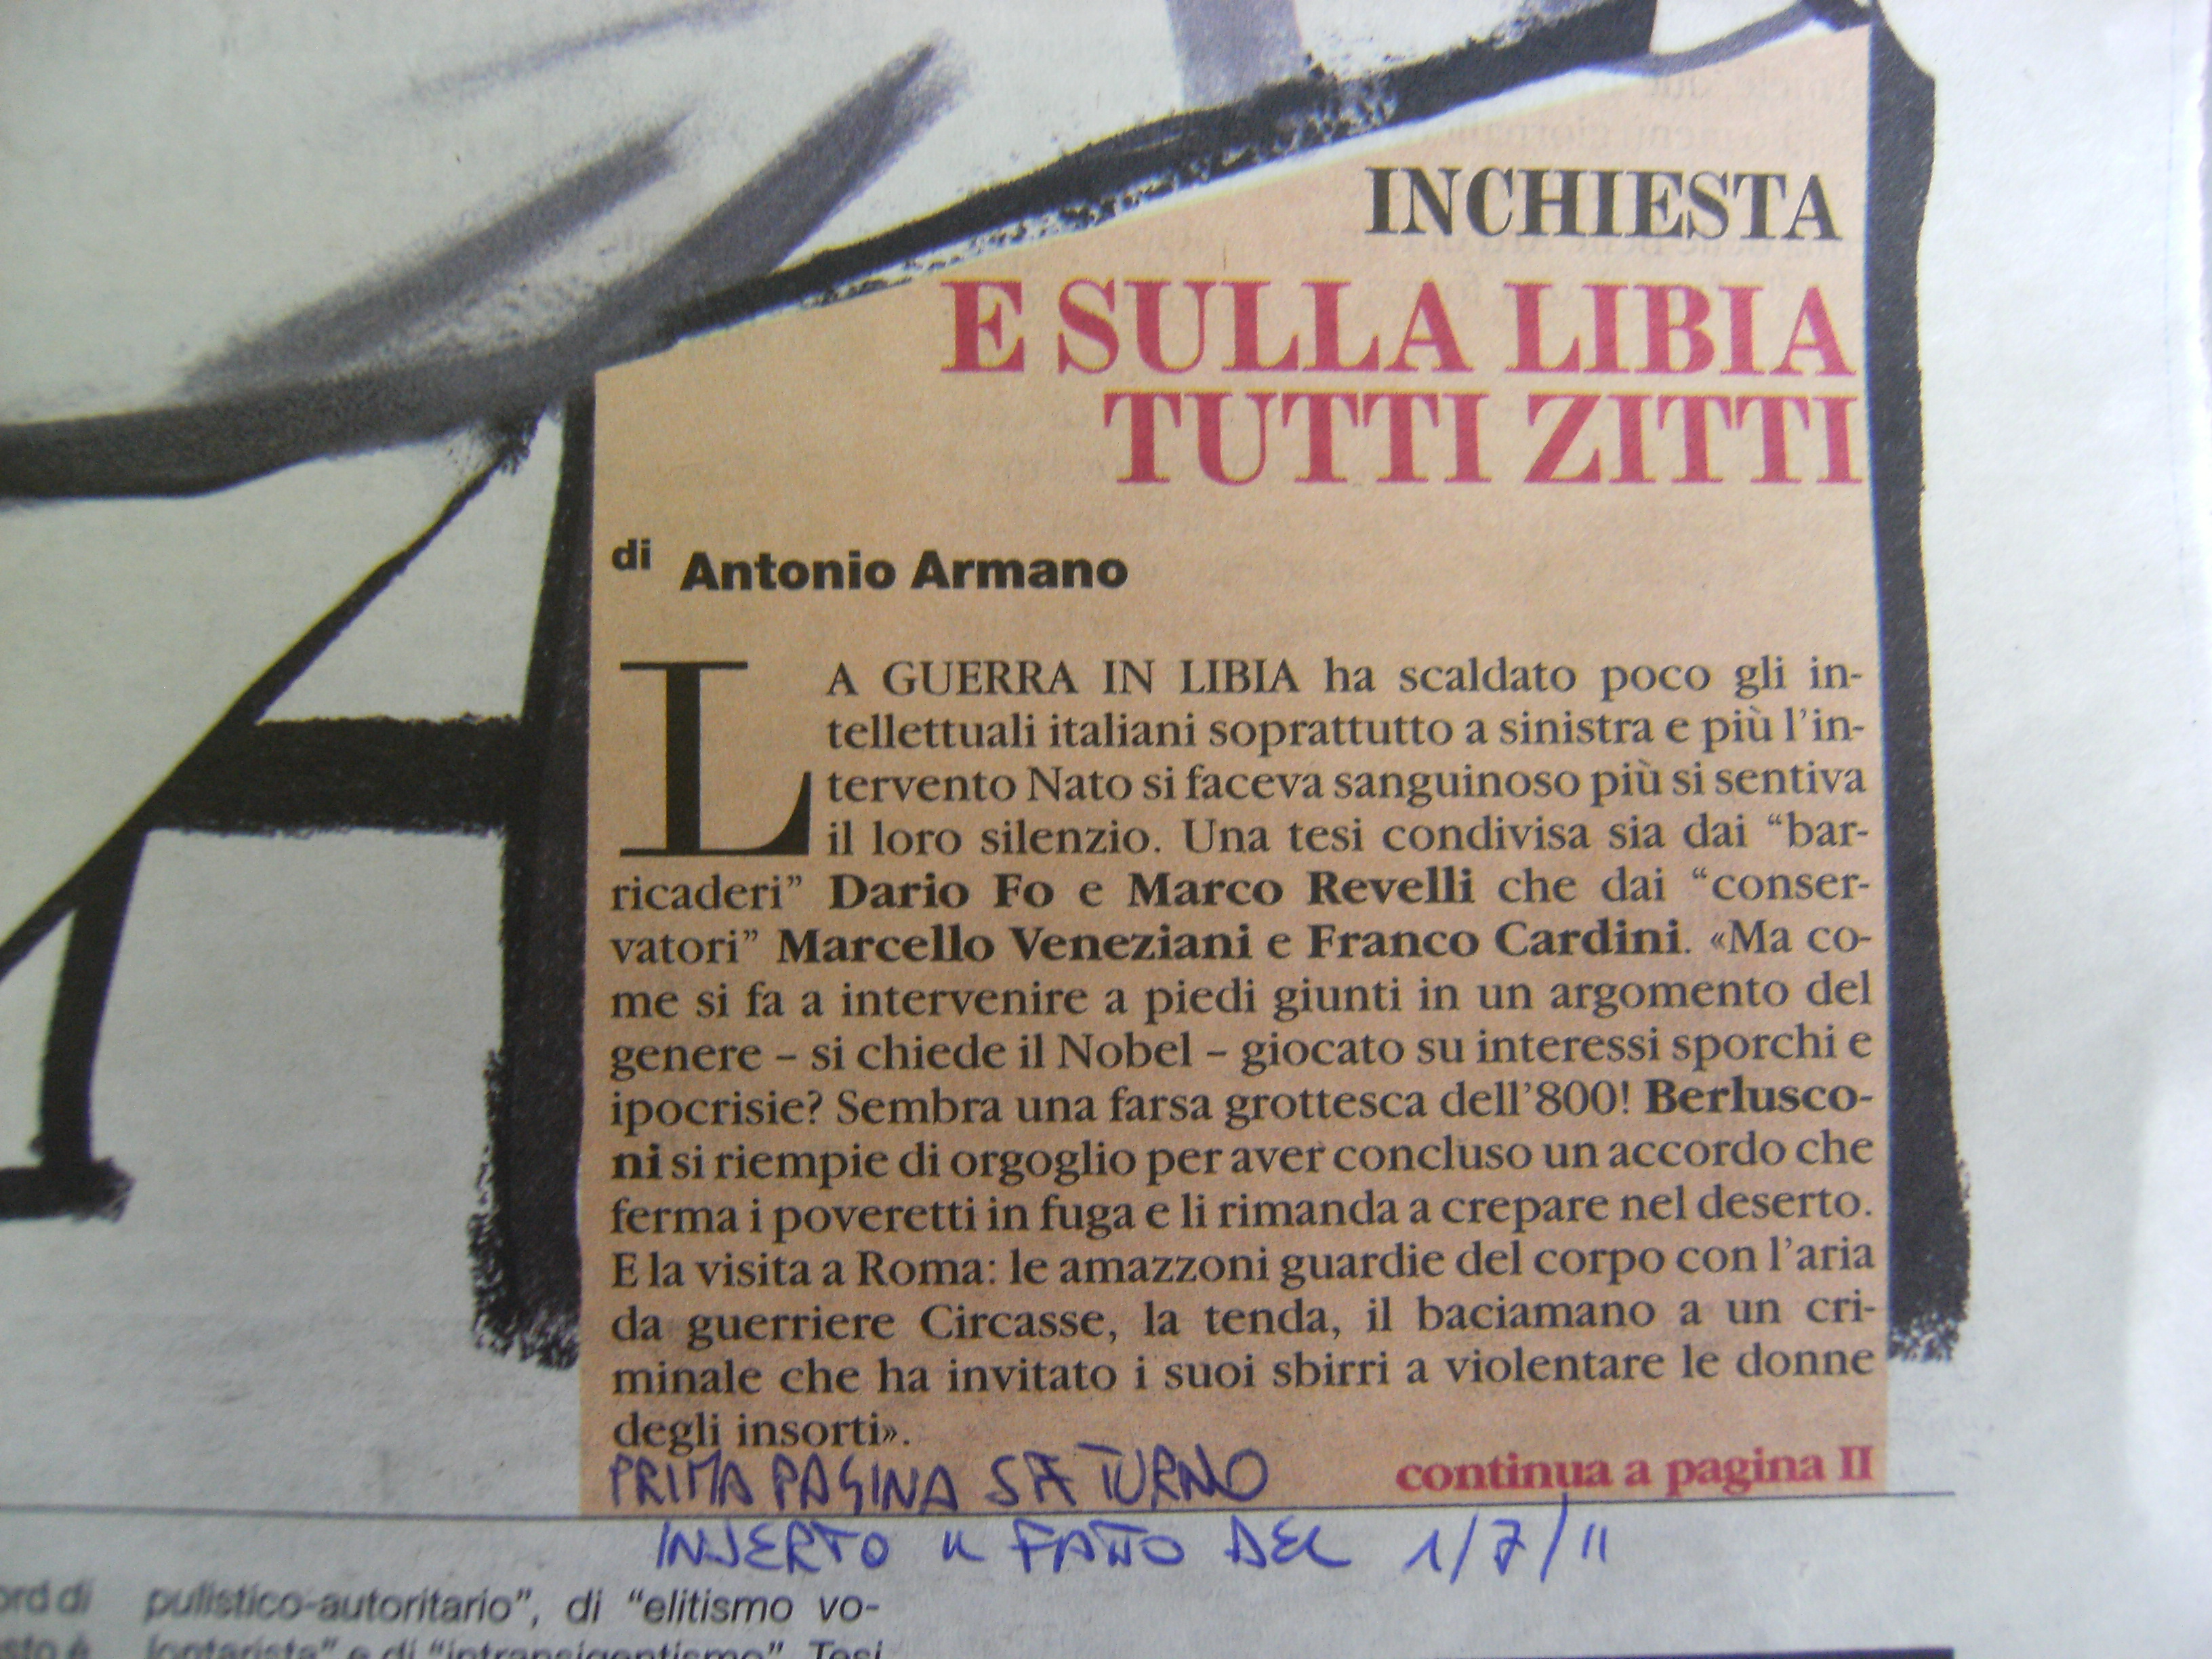 INCHIESTA
E SULLA LIBIA
TUTTI ZITTI
di Antonio Armano
LA GUERRA IN LIBIA ha scaldato poco gli in-
tellettuali italiani soprattutto a sinistra e più l'in-
tervento Nato si faceva sanguinoso più si sentiva
il loro silenzio. Una tesi condivisa sia dai “bar-
ricaderi” Dario Fo e Marco Revelli che dai “conser-
vatori” Marcello Veneziani e Franco Cardini. «Ma co-
me si fa a intervenire a piedi giunti in un argomento del
genere – si chiede il Nobel – giocato su interessi sporchi e
ipocrisie? Sembra una farsa grottesca dell'800! Berlusco-
ni si riempie di orgoglio per aver concluso un accordo che
ferma i poveretti in fuga e li rimanda a crepare nel deserto.
E la visita a Roma: le amazzoni guardie del corpo con l'aria
da guerriere Circasse, la tenda, il baciamano a un cri-
minale che ha invitato i suoi sbirri a violentare le donne
degli insorti».
continua a pagina II
PRIMA PAGINA SATURNO
INSERTO IL FATTO DEL 1/7/11
ord di
pulistico-autoritario”, di “elitismo vo-
lontarista” e di “intransigentismo”. Tesi